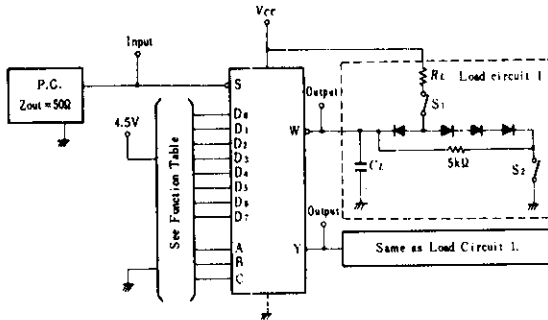 Vcc
Input
P.G.
Zout = 50Ω
4.5V
See Function Table
S
D0
D1
D2
D3
D4
D5
D6
D7
A
B
C
W
Y
Output
RL
Load circuit 1
S1
CL
5kΩ
S2
Output
Same as Load Circuit 1.